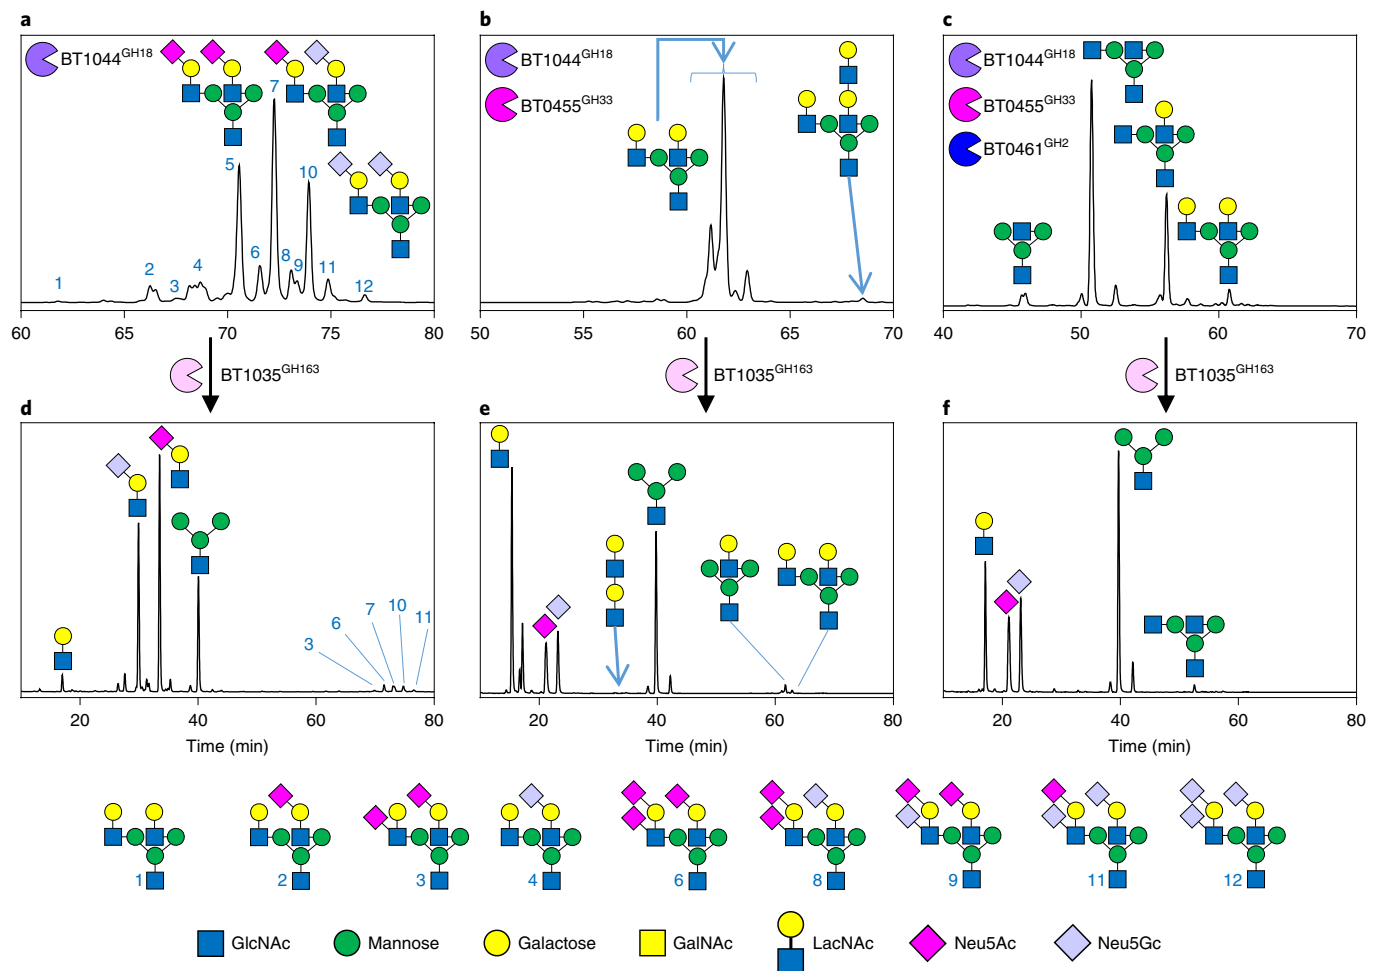 a
BT1044GH18
1
2
3
4
5
6
7
8
9
10
11
12
60
65
70
75
80
b
BT1044GH18
BT0455GH33
50
60
65
70
c
BT1044GH18
BT0455GH33
BT0461GH2
40
50
60
70
BT1035GH163
BT1035GH163
BT1035GH163
d
3
6
7
10
11
20
40
60
80
Time (min)
e
20
40
60
80
Time (min)
f
20
40
60
80
Time (min)
1
2
3
4
6
8
9
11
12
GlcNAc
Mannose
Galactose
GalNAc
LacNAc
Neu5Ac
Neu5Gc